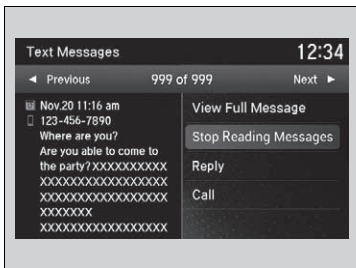 Text Messages 12:34
◄ Previous 999 of 999 Next ►
Nov.20 11:16 am
123-456-7890
Where are you?
Are you able to come to
the party?XXXXXXXXXX
XXXXXXXXXXXXXXXXX
XXXXXXXXXXXXXXXXX
XXXXXXX
XXXXXXXXXXXXXXXXX
View Full Message
Stop Reading Messages
Reply
Call